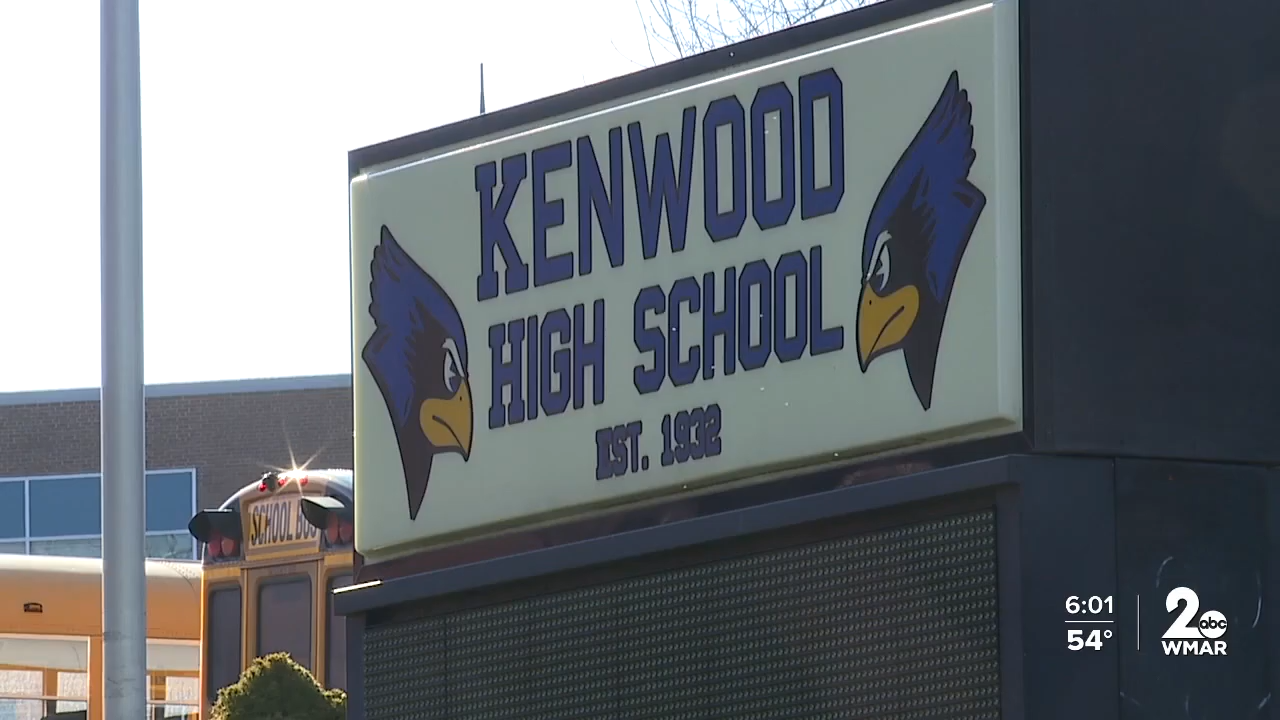 KENWOOD
HIGH SCHOOL
EST. 1932
SCHOOL BUS
6:01
54°
2 abc
WMAR